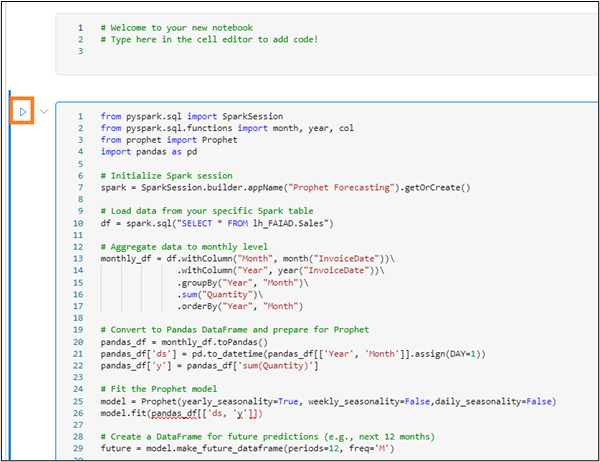 1 # Welcome to your new notebook
2 # Type here in the cell editor to add code!
3
1 from pyspark.sql import SparkSession
2 from pyspark.sql.functions import month, year, col
3 from prophet import Prophet
4 import pandas as pd
5
6 # Initialize Spark session
7 spark = SparkSession.builder.appName("Prophet Forecasting").getOrCreate()
8
9 # Load data from your specific Spark table
10 df = spark.sql("SELECT * FROM lh_FAIAD.Sales")
11
12 # Aggregate data to monthly level
13 monthly_df = df.withColumn("Month", month("InvoiceDate"))\
14 .withColumn("Year", year("InvoiceDate"))\
15 .groupBy("Year", "Month")\
16 .sum("Quantity")\
17 .orderBy("Year", "Month")
18
19 # Convert to Pandas DataFrame and prepare for Prophet
20 pandas_df = monthly_df.toPandas()
21 pandas_df['ds'] = pd.to_datetime(pandas_df[['Year', 'Month']].assign(DAY=1))
22 pandas_df['y'] = pandas_df['sum(Quantity)']
23
24 # Fit the Prophet model
25 model = Prophet(yearly_seasonality=True, weekly_seasonality=False,daily_seasonality=False)
26 model.fit(pandas_df[['ds, 'y']])
27
28 # Create a DataFrame for future predictions (e.g., next 12 months)
29 future = model.make_future_dataframe(periods=12, freq='M')